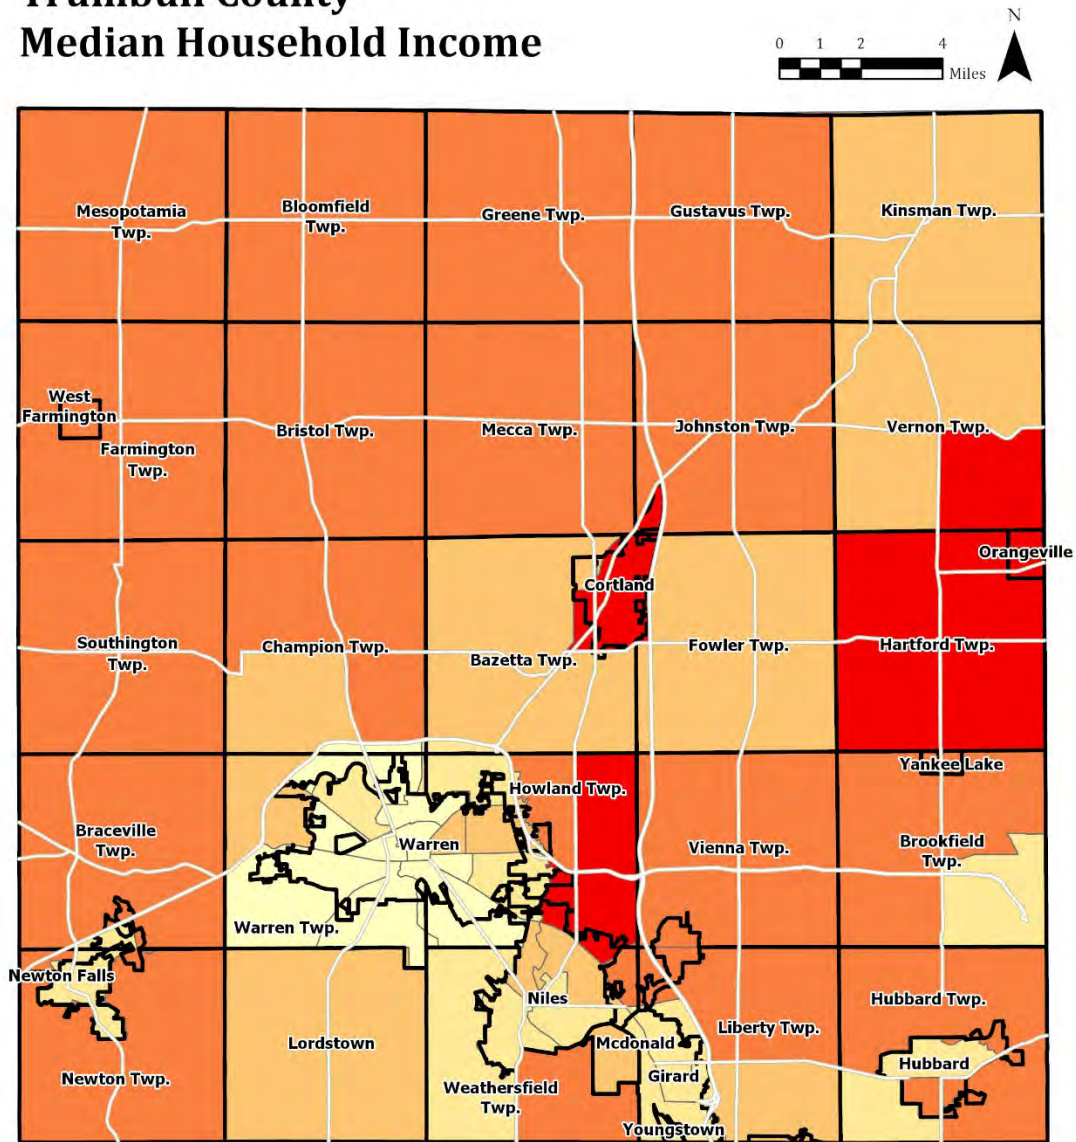 Trumbull County
Median Household Income
N
0 1 2 4
Miles
Mesopotamia
Twp.
Bloomfield
Twp.
Greene Twp.
Gustavus Twp.
Kinsman Twp.
West
Farmington
Farmington
Twp.
Bristol Twp.
Mecca Twp.
Johnston Twp.
Vernon Twp.
Orangeville
Cortland
Southington
Twp.
Champion Twp.
Bazetta Twp.
Fowler Twp.
Hartford Twp.
Yankee Lake
Howland Twp.
Braceville
Twp.
Warren
Vienna Twp.
Brookfield
Twp.
Warren Twp.
Newton Falls
Niles
Hubbard Twp.
Liberty Twp.
Lordstown
Mcdonald
Hubbard
Newton Twp.
Girard
Weathersfield
Twp.
Youngstown